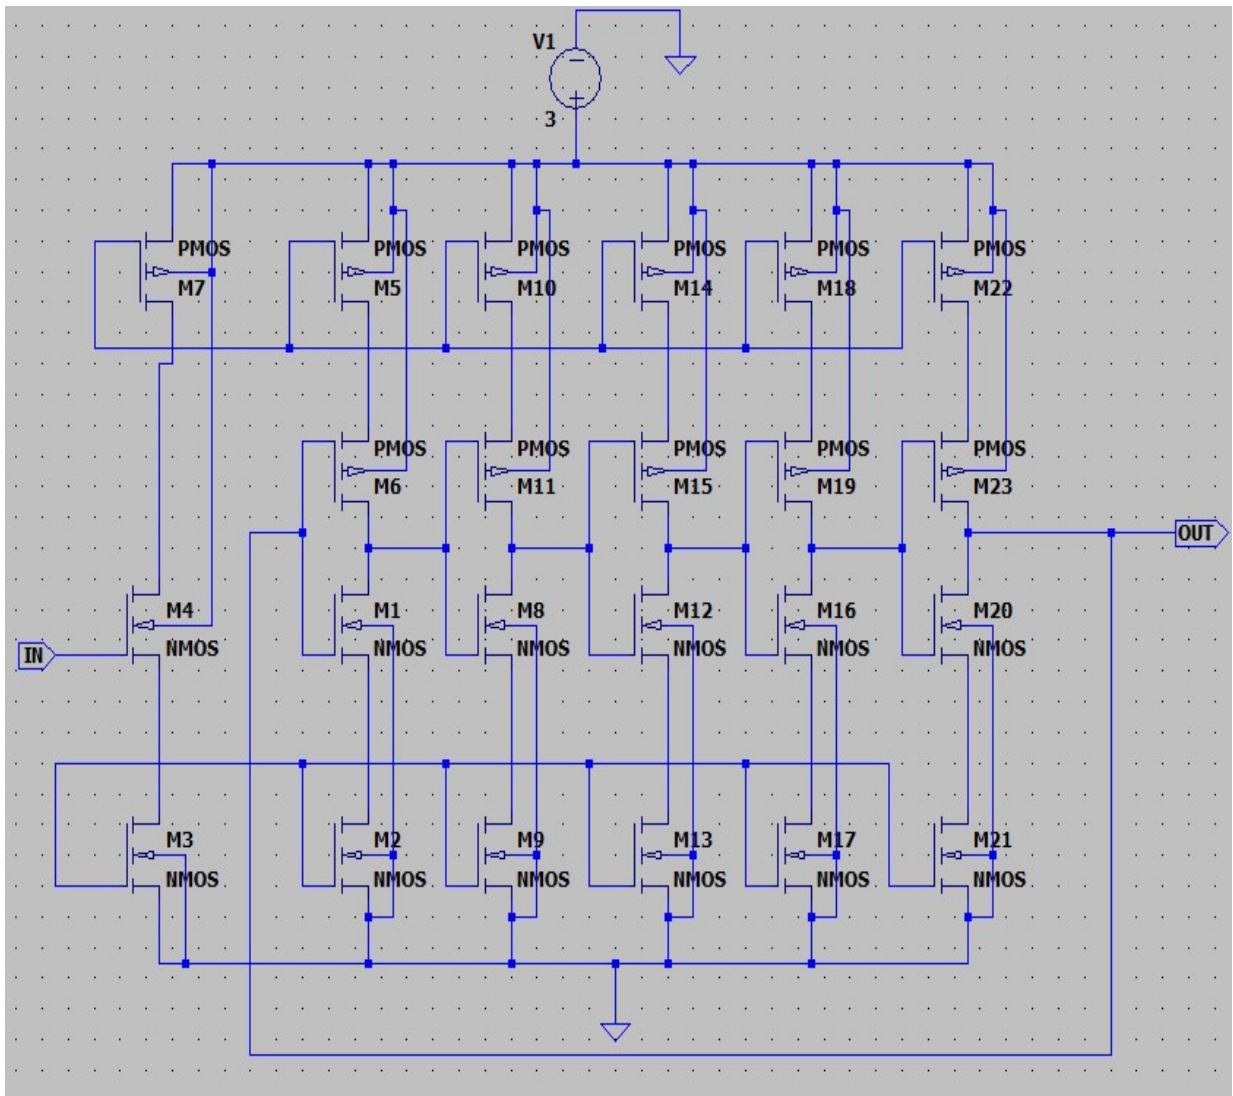 V1
3
PMOS PMOS PMOS PMOS PMOS PMOS
M7 M5 M10 M14 M18 M22
PMOS PMOS PMOS PMOS PMOS
M6 M11 M15 M19 M23
OUT
M4 M1 M8 M12 M16 M20
IN NMOS NMOS NMOS NMOS NMOS NMOS
M3 M2 M9 M13 M17 M21
NMOS NMOS NMOS NMOS NMOS NMOS